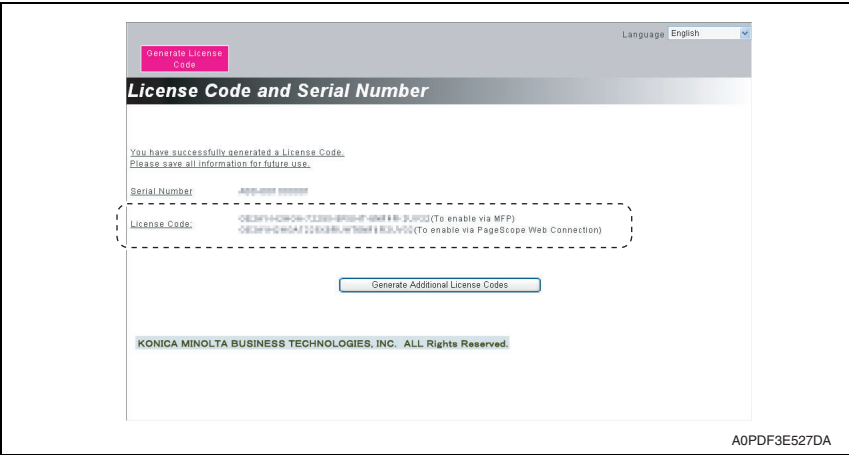 Language English
Generate License
Code
License Code and Serial Number
You have successfully generated a License Code.
Please save all information for future use.
Serial Number
License Code:
(To enable via MFP)
(To enable via PageScope Web Connection)
Generate Additional License Codes
KONICA MINOLTA BUSINESS TECHNOLOGIES, INC. ALL Rights Reserved.
A0PDF3E527DA